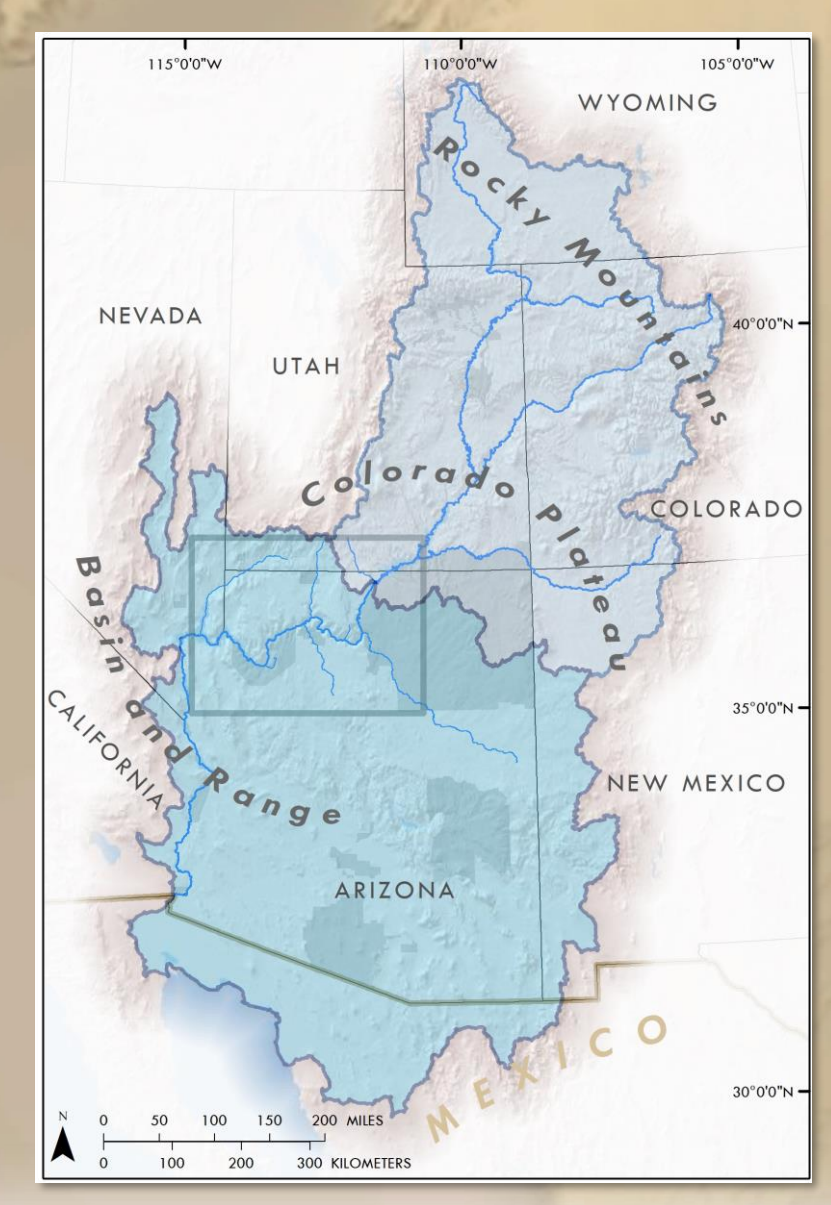 115°0'0"W 110°0'0"W 105°0'0"W
WYOMING
Rocky Mountains
NEVADA
40°0'0"N
UTAH
Colorado Plateau
COLORADO
Basin and Range
CALIFORNIA
35°0'0"N
NEW MEXICO
ARIZONA
MEXICO
30°0'0"N
N
0 50 100 150 200 MILES
0 100 200 300 KILOMETERS